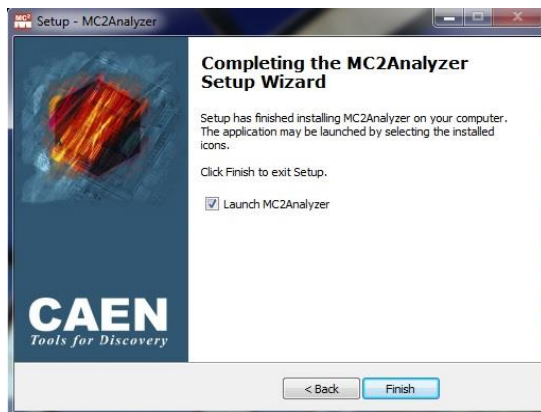 MC²
Setup - MC2Analyzer
Completing the MC2Analyzer
Setup Wizard
Setup has finished installing MC2Analyzer on your computer.
The application may be launched by selecting the installed
icons.
Click Finish to exit Setup.
Launch MC2Analyzer
CAEN
Tools for Discovery
< Back
Finish